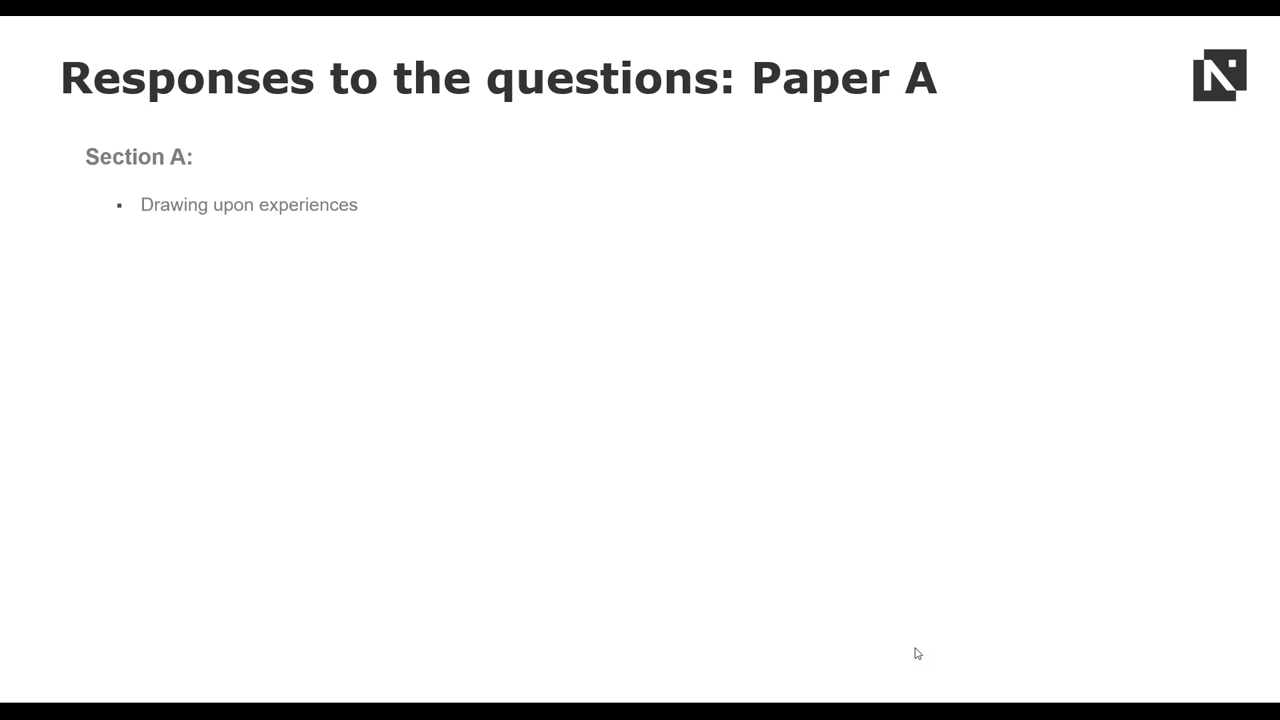 Responses to the questions: Paper A
Section A:
▪ Drawing upon experiences